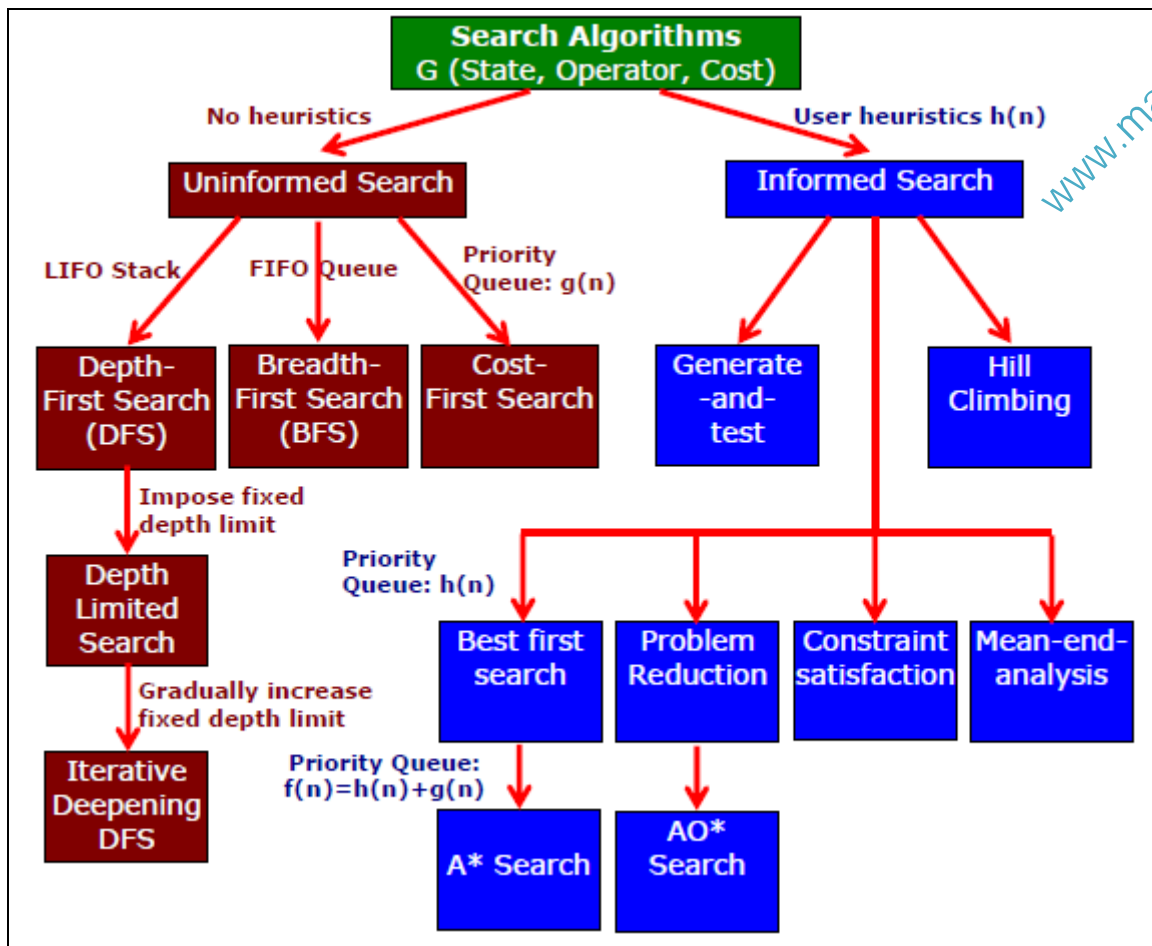 Search Algorithms
G (State, Operator, Cost)
No heuristics
User heuristics h(n)
www.ma
Uninformed Search
Informed Search
LIFO Stack
FIFO Queue
Priority
Queue: g(n)
Depth-
First Search
(DFS)
Breadth-
First Search
(BFS)
Cost-
First Search
Generate
-and-
test
Hill
Climbing
Impose fixed
depth limit
Priority
Queue: h(n)
Depth
Limited
Search
Best first
search
Problem
Reduction
Constraint
satisfaction
Mean-end-
analysis
Gradually increase
fixed depth limit
Priority Queue:
f(n)=h(n)+g(n)
Iterative
Deepening
DFS
A* Search
AO*
Search